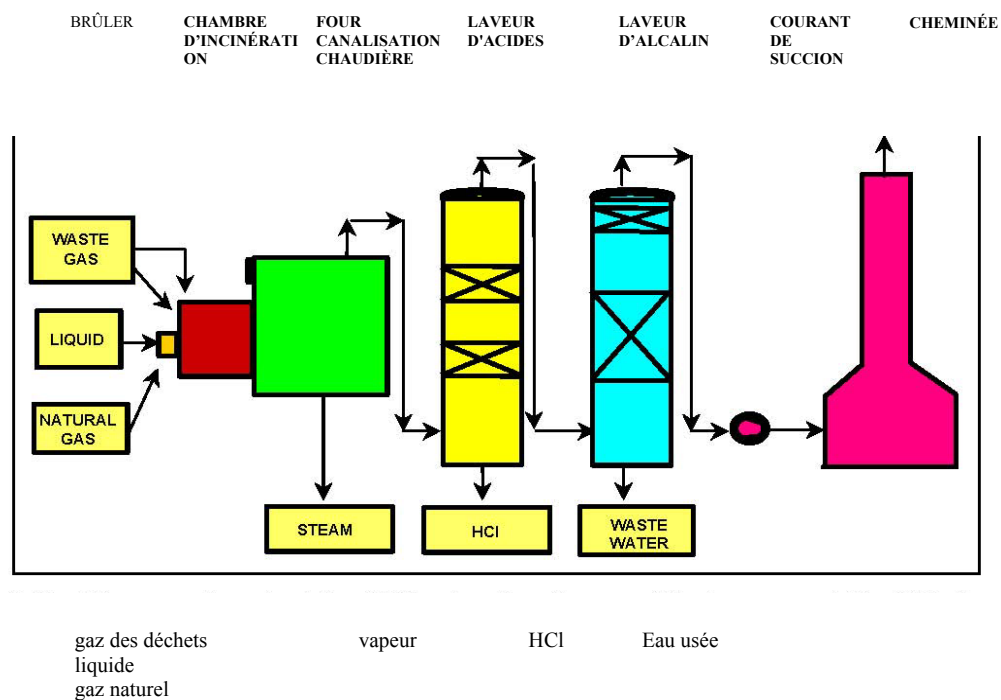 BRÛLER
CHAMBRE
D’INCINÉRATI
ON
FOUR
CANALISATION
CHAUDIÈRE
LAVEUR
D'ACIDES
LAVEUR
D’ALCALIN
COURANT
DE
SUCCION
CHEMINÉE
WASTE
GAS
LIQUID
NATURAL
GAS
STEAM
HCl
WASTE
WATER
gaz des déchets
vapeur
HCl
Eau usée
liquide
gaz naturel